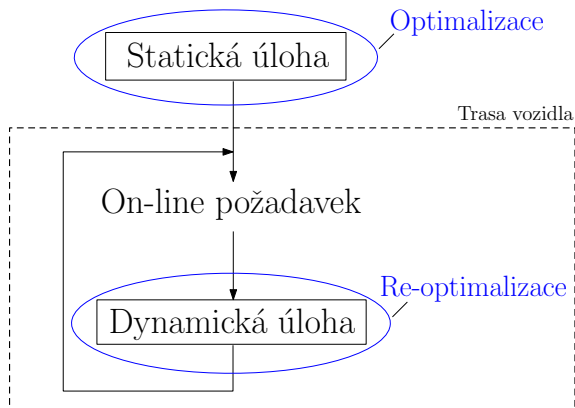 Optimalizace
Statická úloha
Trasa vozidla
On-line požadavek
Re-optimalizace
Dynamická úloha